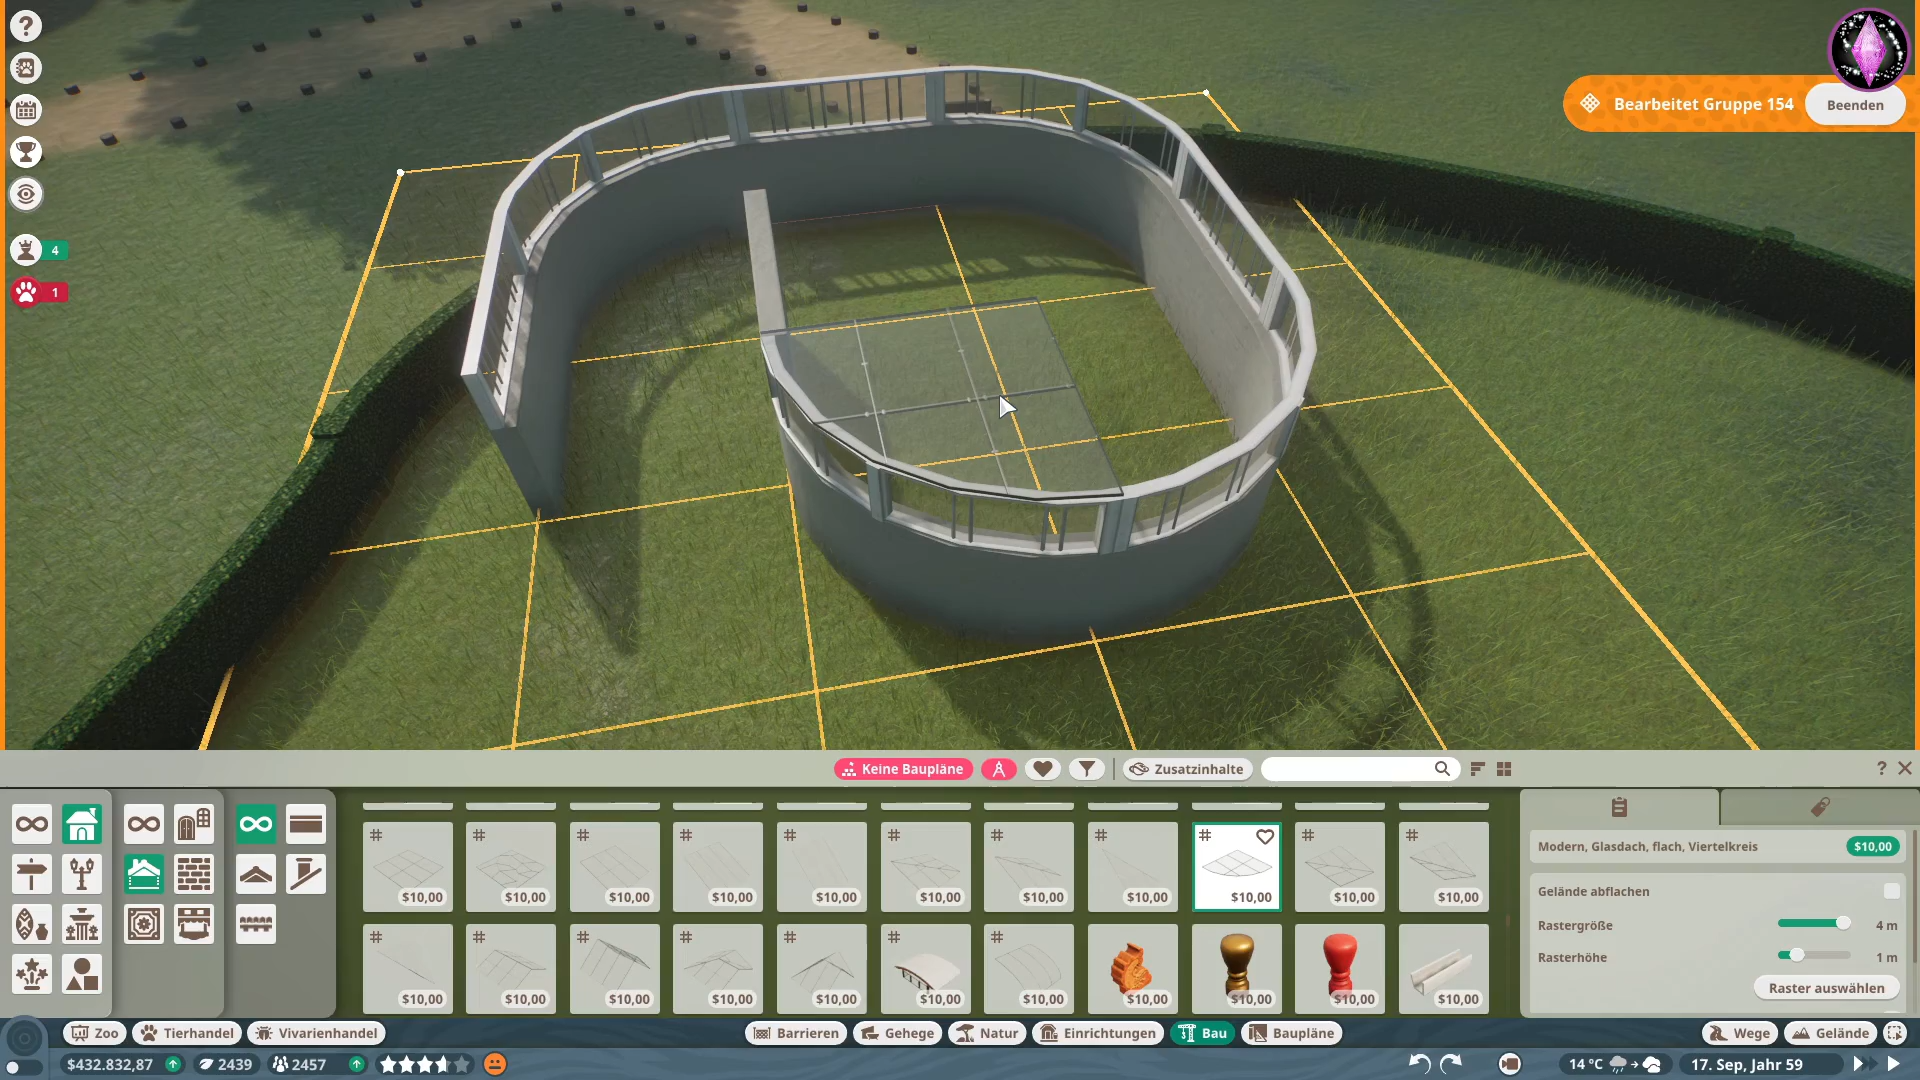 ?
Bearbeitet Gruppe 154
Beenden
4
1
Keine Baupläne
Zusatzinhalte
?
$10,00 $10,00 $10,00 $10,00 $10,00 $10,00 $10,00 $10,00 $10,00 $10,00 $10,00
$10,00 $10,00 $10,00 $10,00 $10,00 $10,00 $10,00 $10,00 $10,00 $10,00 $10,00
Modern, Glasdach, flach, Viertelkreis $10,00
Gelände abflachen
Rastergröße 4 m
Rasterhöhe 1 m
Raster auswählen
Zoo Tierhandel Vivarienhandel Barrieren Gehege Natur Einrichtungen Bau Baupläne Wege Gelände
$432.832,87 2439 2457 14 °C 17. Sep, Jahr 59